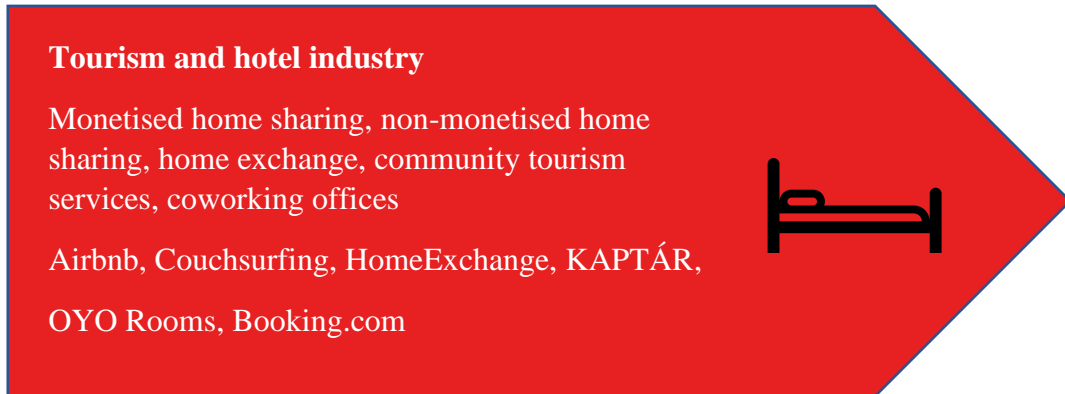 Tourism and hotel industry
Monetised home sharing, non-monetised home
sharing, home exchange, community tourism
services, coworking offices
Airbnb, Couchsurfing, HomeExchange, KAPTÁR,
OYO Rooms, Booking.com